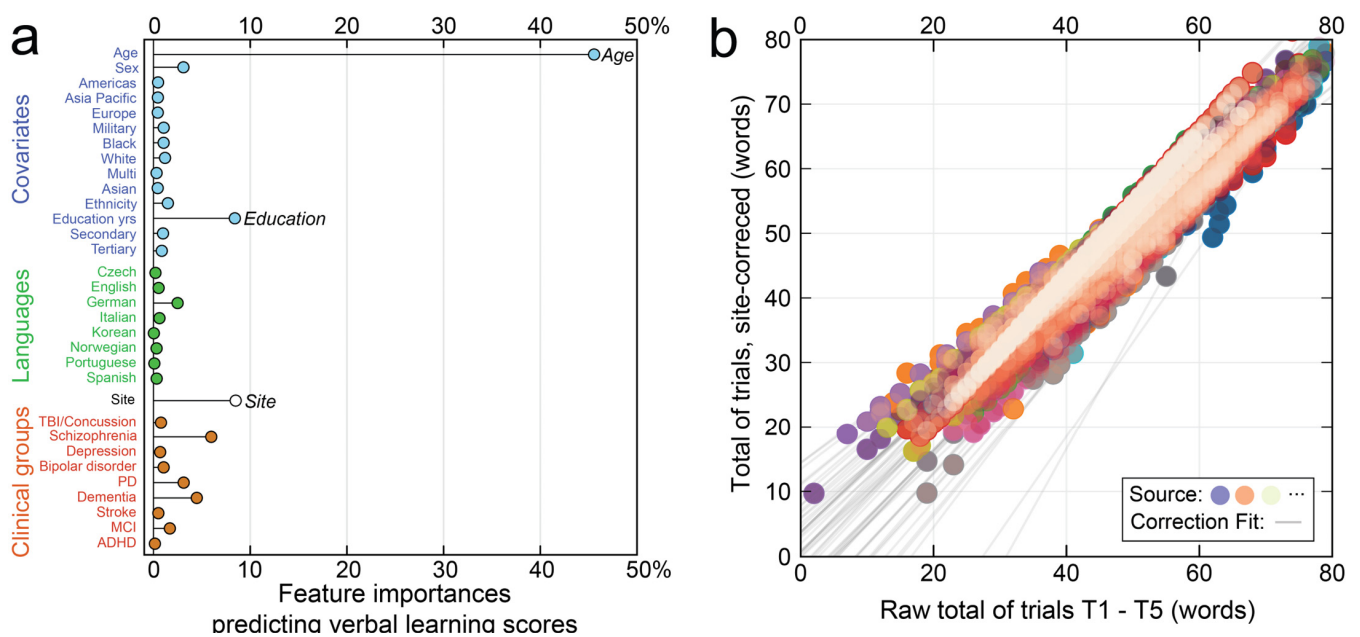 a
0 10 20 30 40 50%
Covariates
Age
Sex
Americas
Asia Pacific
Europe
Military
Black
White
Multi
Asian
Ethnicity
Education yrs
Secondary
Tertiary
Age
Education
Languages
Czech
English
German
Italian
Korean
Norwegian
Portuguese
Spanish
Site
Site
Clinical groups
TBI/Concussion
Schizophrenia
Depression
Bipolar disorder
PD
Dementia
Stroke
MCI
ADHD
0 10 20 30 40 50%
Feature importances
predicting verbal learning scores
b
0 20 40 60 80
Total of trials, site-correced (words)
80
70
60
50
40
30
20
10
0
Source: ...
Correction Fit:
0 20 40 60 80
Raw total of trials T1 - T5 (words)